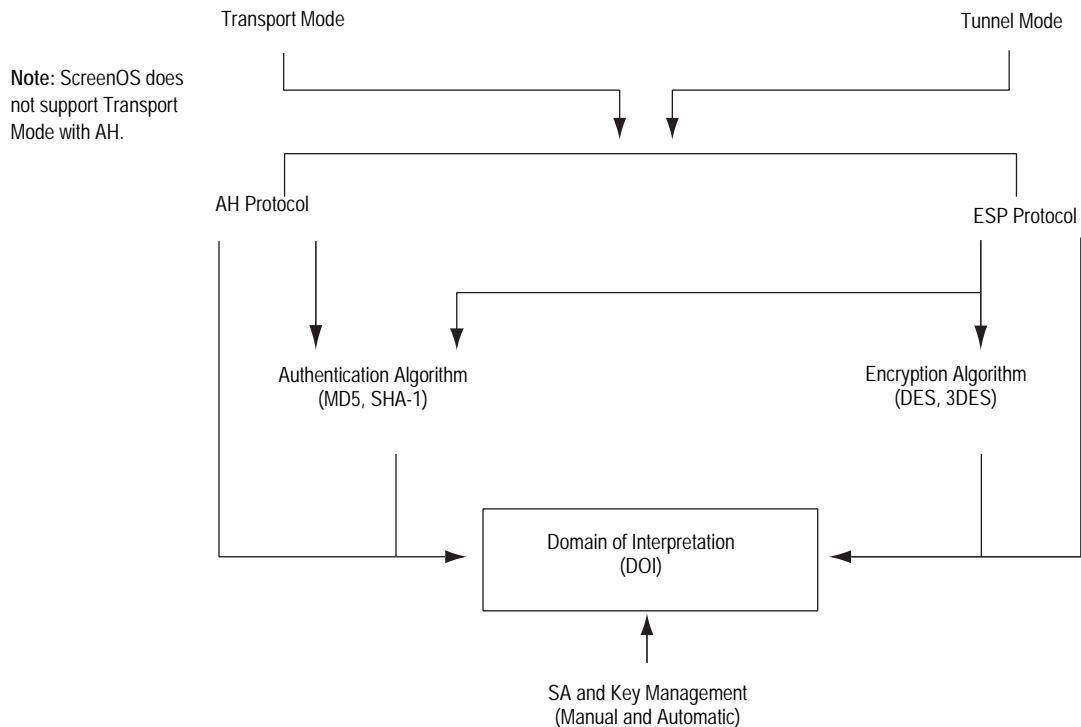 Transport Mode
Tunnel Mode
Note: ScreenOS does
not support Transport
Mode with AH.
AH Protocol
ESP Protocol
Authentication Algorithm
(MD5, SHA-1)
Encryption Algorithm
(DES, 3DES)
Domain of Interpretation
(DOI)
SA and Key Management
(Manual and Automatic)